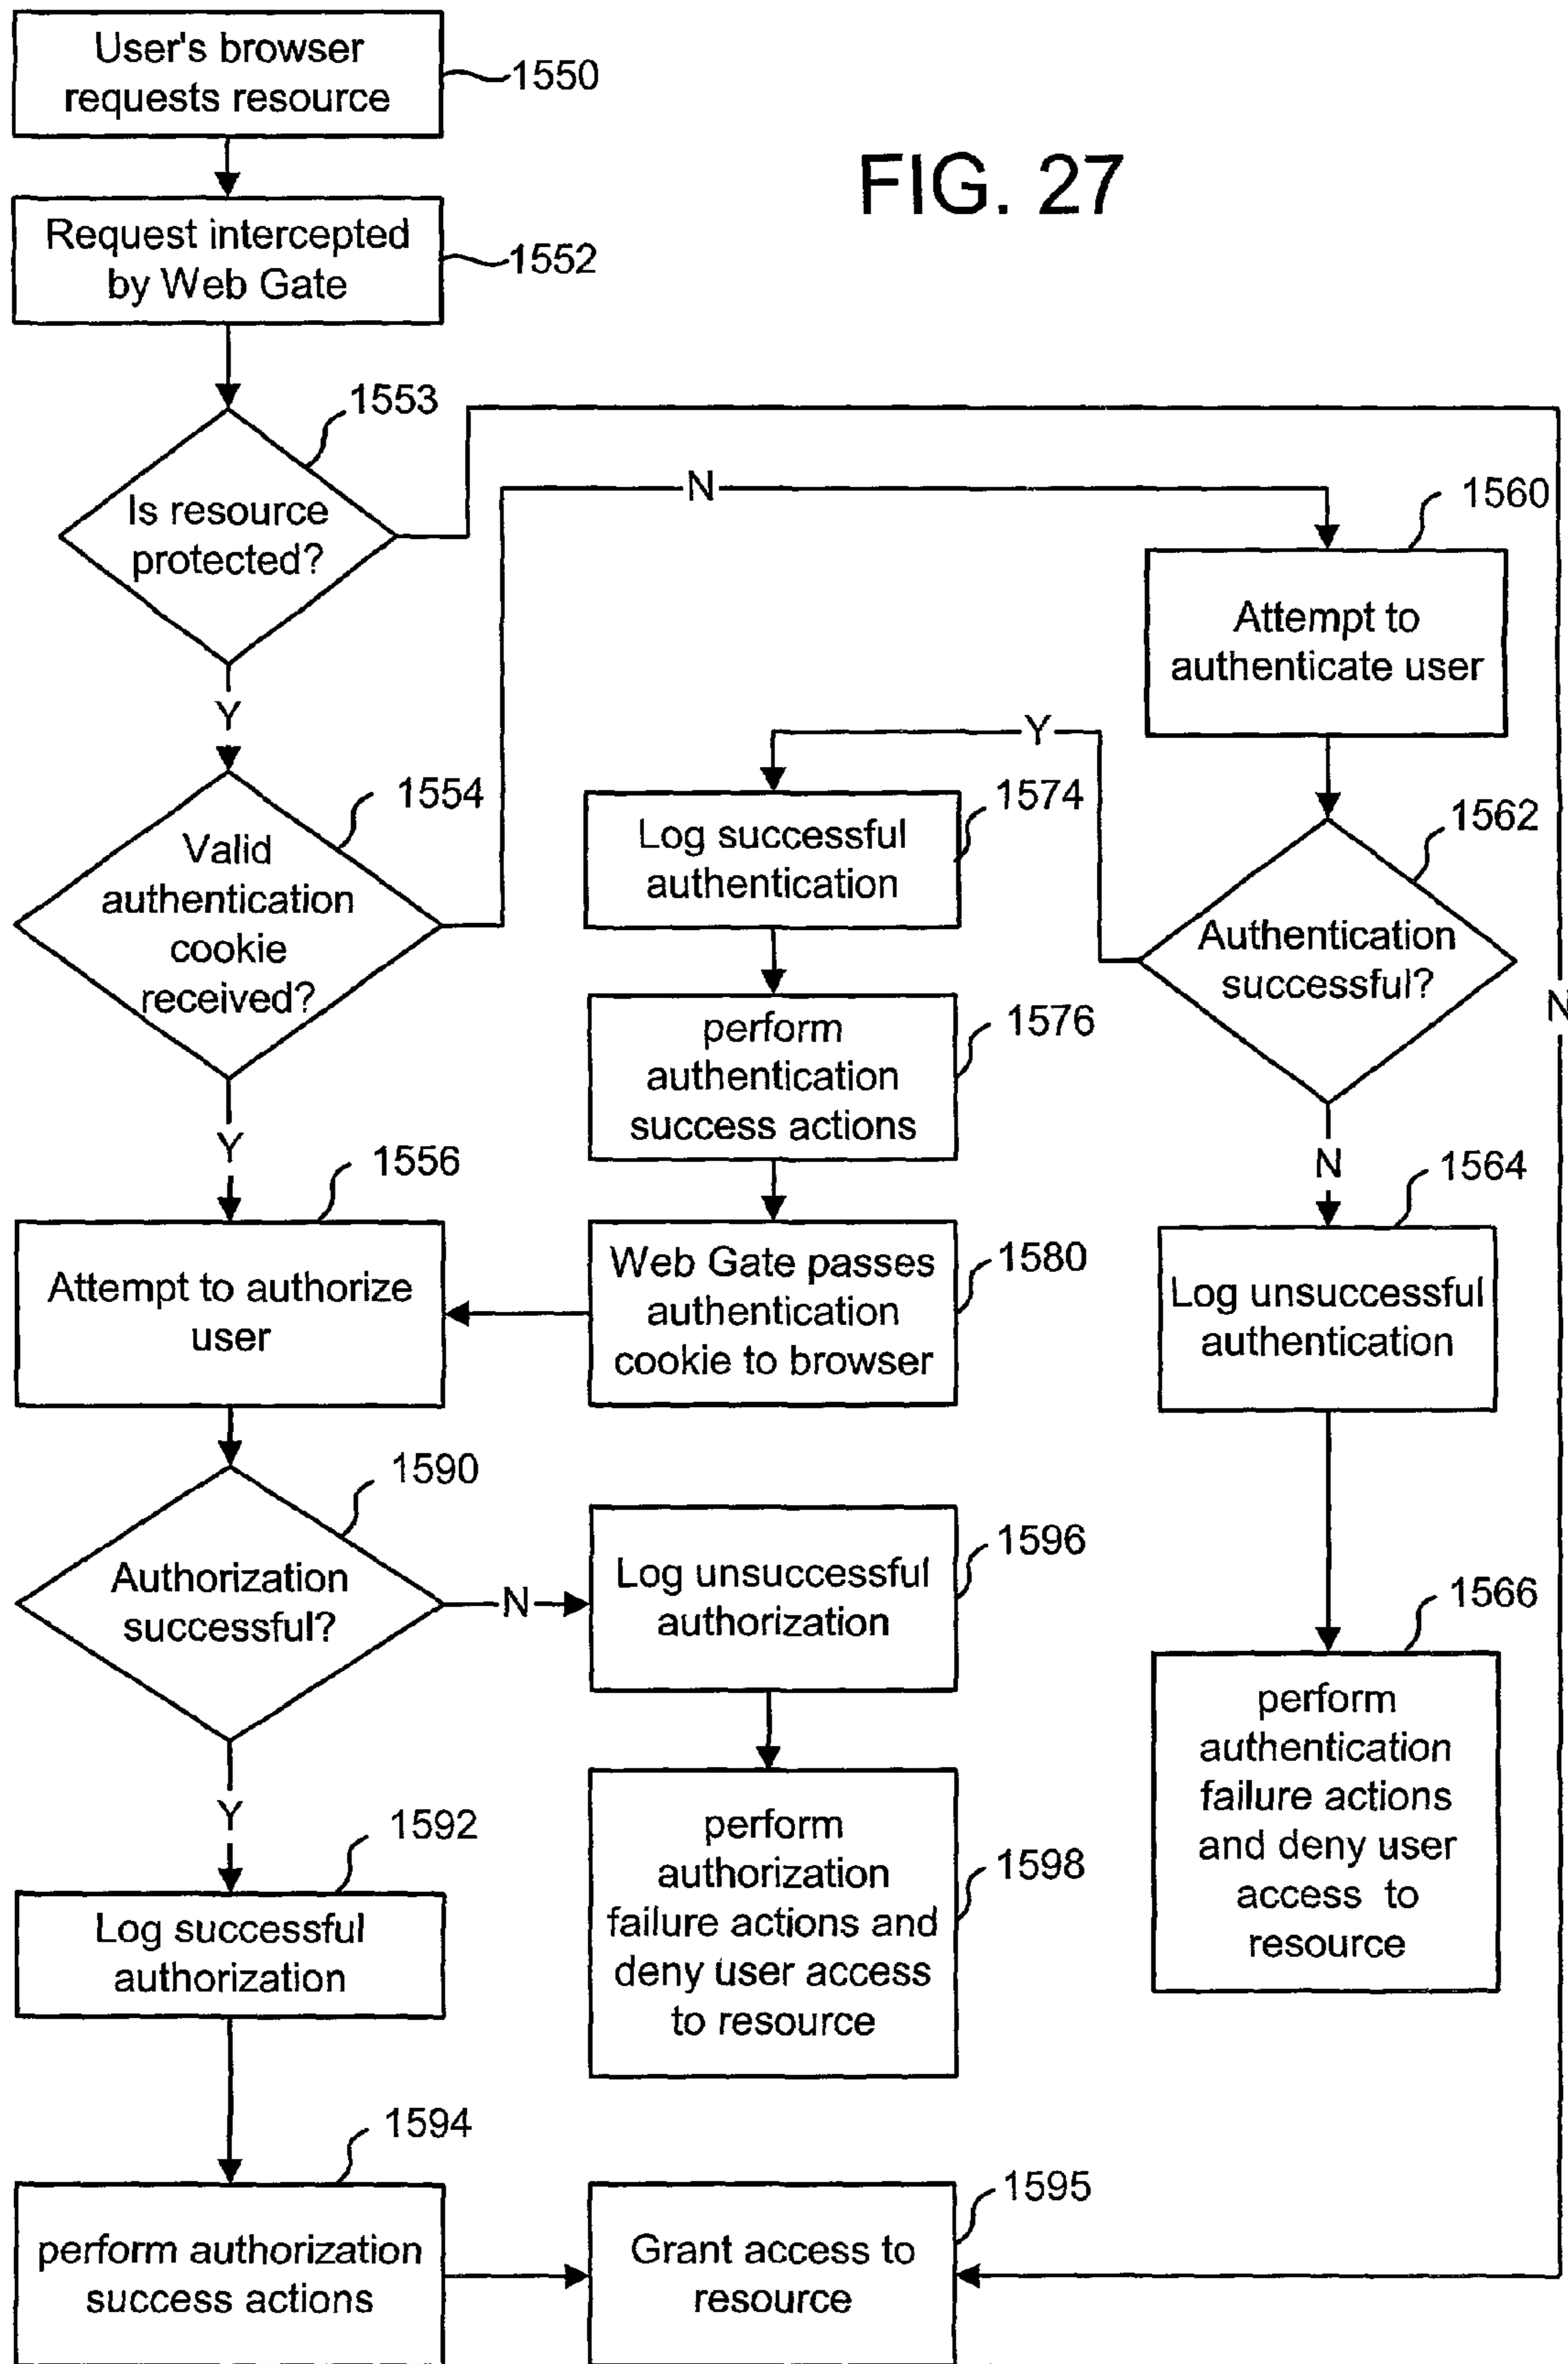 User's browser
requests resource
1550
FIG. 27
Request intercepted
by Web Gate
1552
1553
Is resource
protected?
N
1560
Attempt to
authenticate user
Y
Y
1554
Valid
authentication
cookie
received?
1574
Log successful
authentication
1562
Authentication
successful?
N
1576
perform
authentication
success actions
Y
N
1556
Attempt to authorize
user
1580
Web Gate passes
authentication
cookie to browser
1564
Log unsuccessful
authentication
1590
Authorization
successful?
N
1596
Log unsuccessful
authorization
1566
perform
authentication
failure actions
and deny user
access to
resource
Y
1592
Log successful
authorization
1598
perform
authorization
failure actions and
deny user access
to resource
1594
perform authorization
success actions
1595
Grant access to
resource